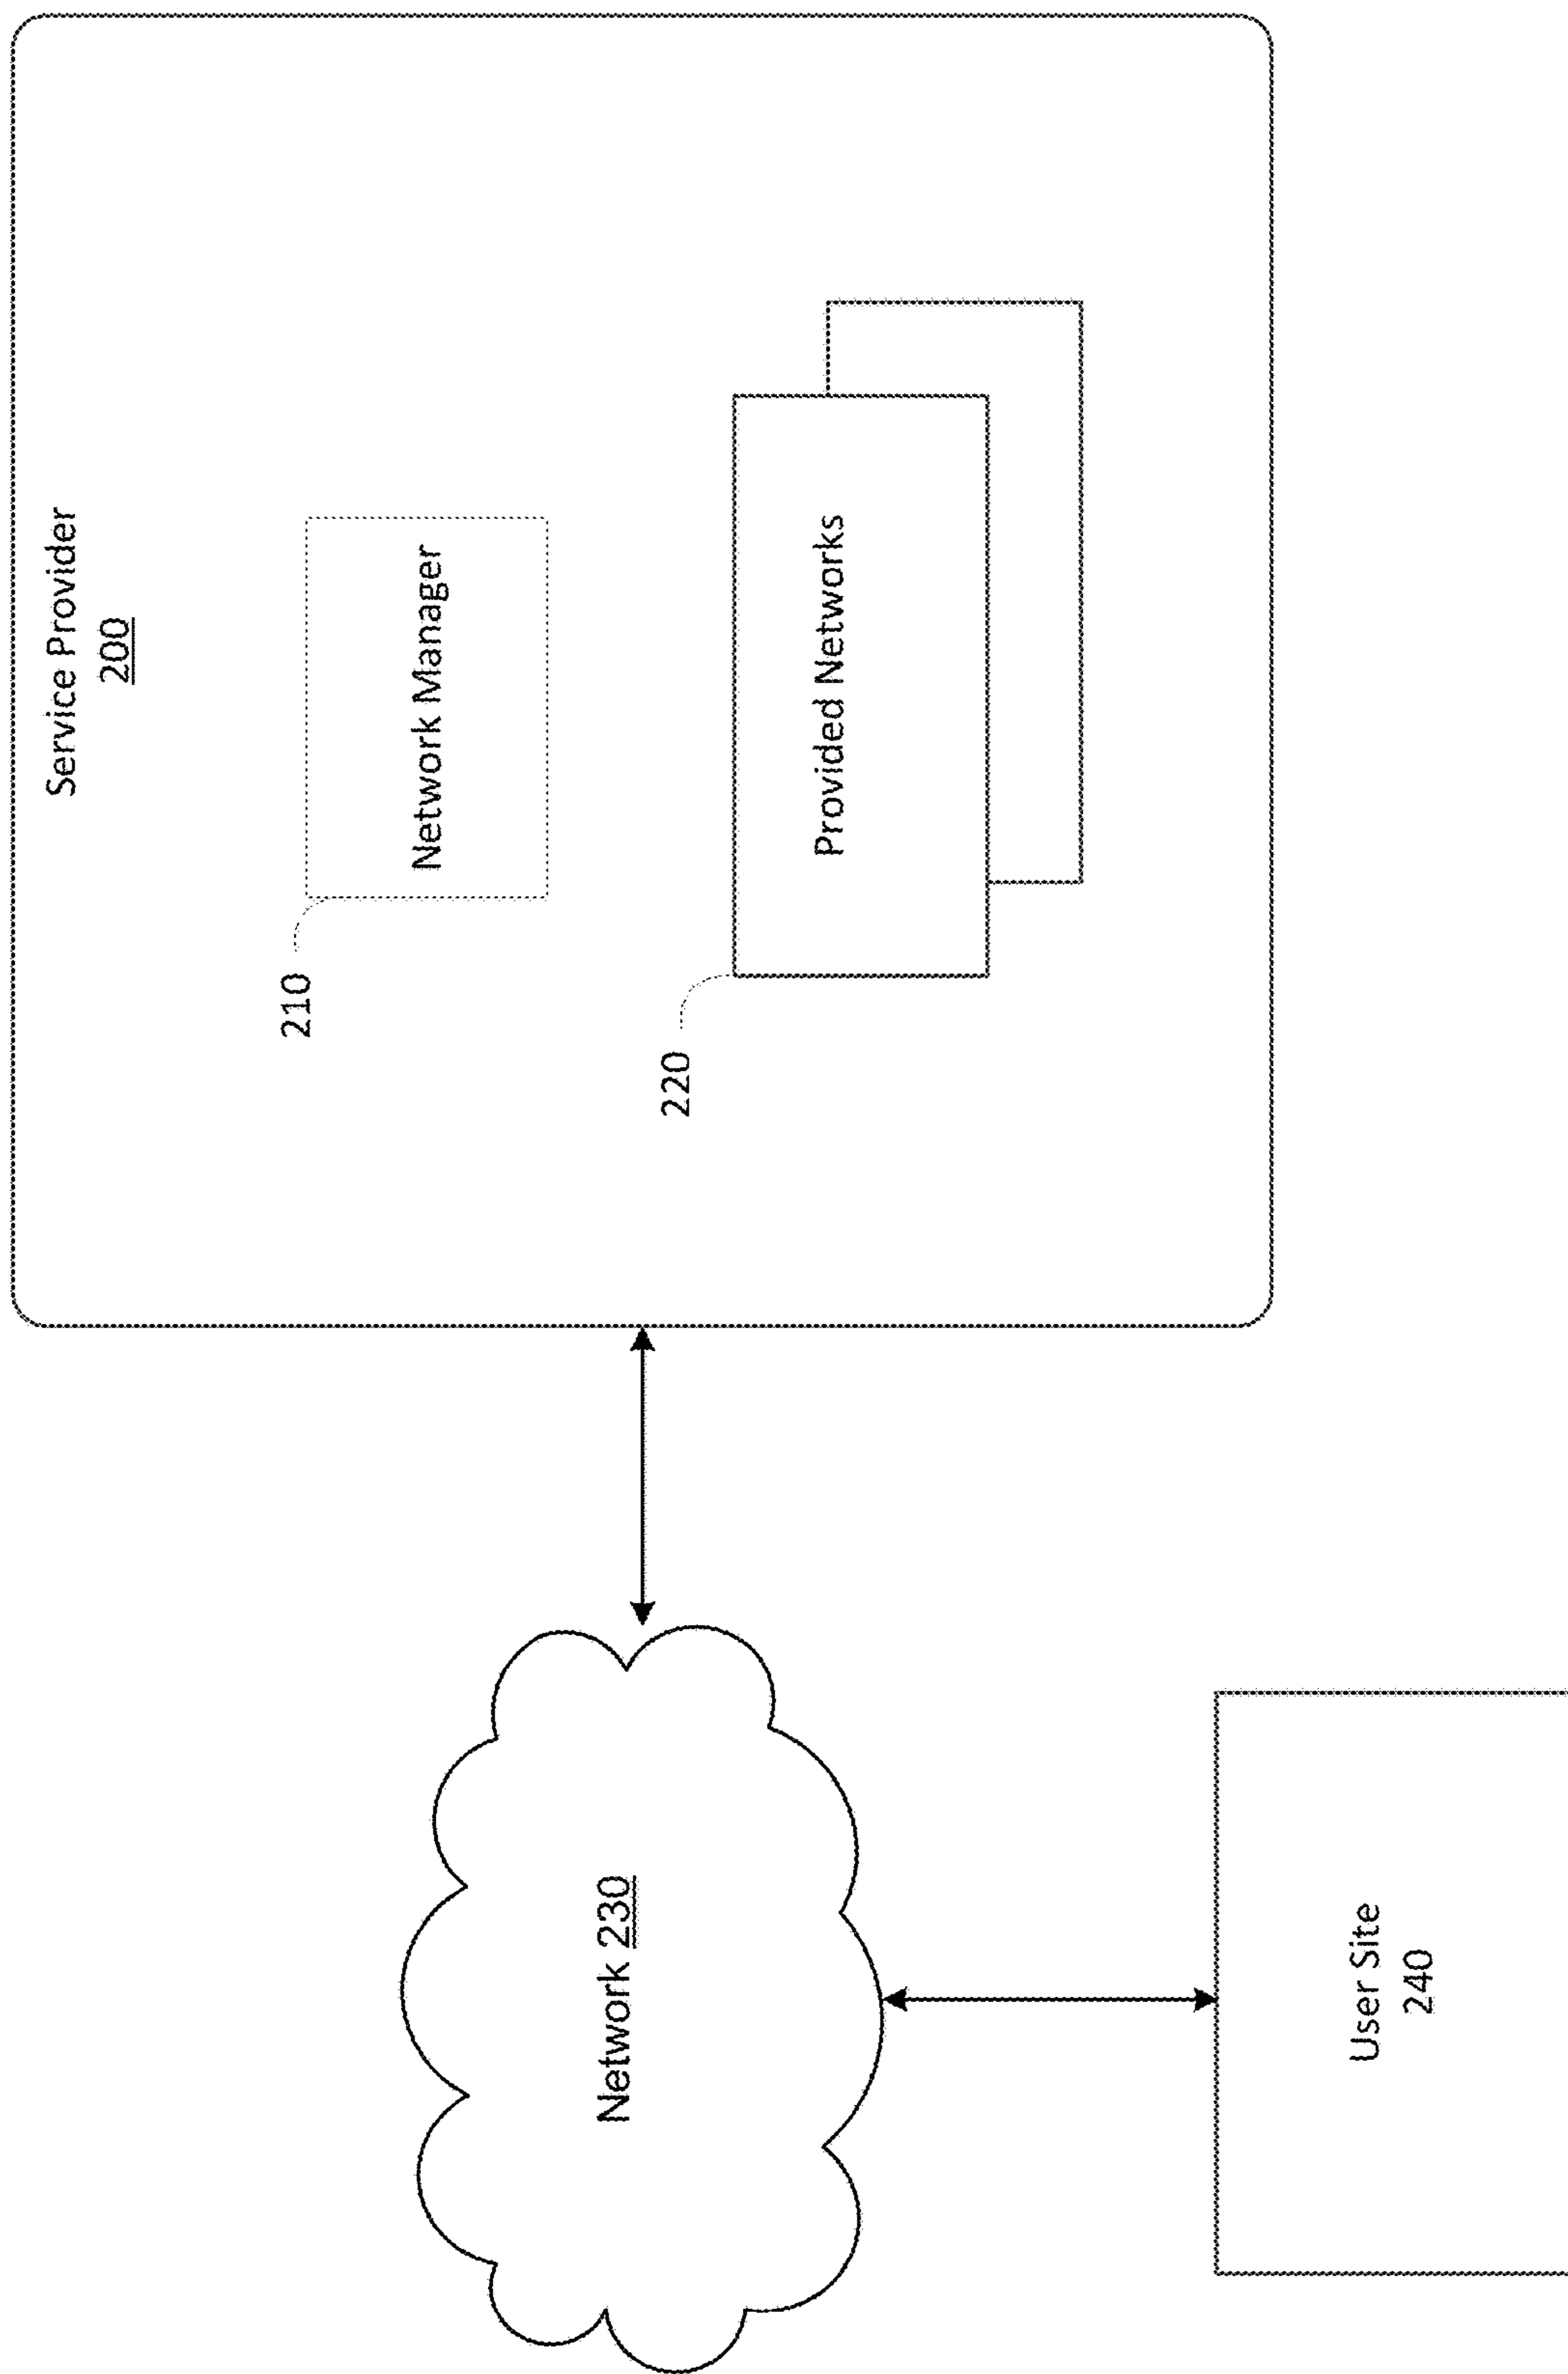 Service Provider
200
210
Network Manager
220
Provided Networks
Network 230
User Site
240